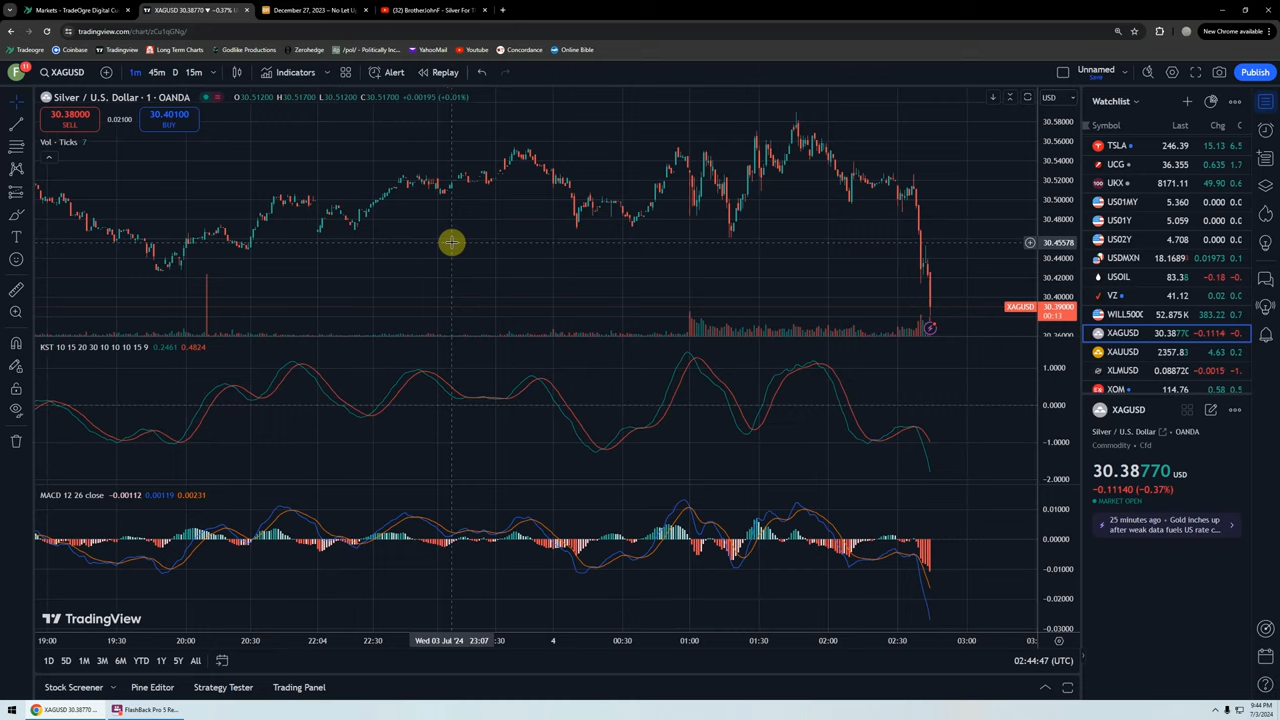 Markets - TradeOgre Digital Cu
XAGUSD 30.38770 ▼ −0.37% U
December 27, 2023 – No Let U
(32) BrotherJohnF - Silver For T
tradingview.com/chart/zCu1qGNg/
New Chrome available
Tradeogre
Coinbase
Tradingview
Long Term Charts
Godlike Productions
Zerohedge
/pol/ - Politically Inc...
YahooMail
Youtube
Concordance
Online Bible
F
11
XAGUSD
1m
45m
D
15m
Indicators
Alert
Replay
Unnamed
Save
Publish
Silver / U.S. Dollar · 1 · OANDA
O30.51200 H30.51700 L30.51200 C30.51700 +0.00195 (+0.01%)
USD
30.38000
SELL
0.02100
30.40100
BUY
Vol · Ticks 7
30.58000
30.56000
30.54000
30.52000
30.50000
30.48000
30.45578
30.44000
30.42000
30.40000
XAGUSD
30.39000
00:13
30.36000
KST 10 15 20 30 10 10 10 15 9 0.2461 0.4824
1.0000
0.0000
-1.0000
-2.0000
MACD 12 26 close −0.00112 0.00119 0.00231
0.01000
0.00000
-0.01000
-0.02000
-0.03000
TradingView
19:00
19:30
20:00
20:30
22:04
22:30
Wed 03 Jul '24 23:07
:30
4
00:30
01:00
01:30
02:00
02:30
03:00
03:
1D
5D
1M
3M
6M
YTD
1Y
5Y
All
02:44:47 (UTC)
Stock Screener
Pine Editor
Strategy Tester
Trading Panel
Watchlist
Symbol
Last
Chg
C
TSLA 246.39 15.13 6.5
UCG 36.355 0.635 1.7
UKX 8171.11 49.90 0.6
US01MY 5.360 0.000 0.0
US01Y 5.059 0.000 0.0
US02Y 4.708 0.000 0.0
USDMXN 18.1689 0.01973 0.1
USOIL 83.38 −0.18 −0.
VZ 41.12 0.02 0.0
WILL5000 52.875K 383.22 0.7
XAGUSD 30.38770 −0.1114 −0.
XAUUSD 2357.83 4.63 0.2
XLMUSD 0.08872 −0.0015 −1.
XOM 114.76 0.58 0.5
XAGUSD
Silver / U.S. Dollar
OANDA
Commodity · Cfd
30.38770 USD
−0.11140 (−0.37%)
MARKET OPEN
25 minutes ago · Gold inches up
after weak data fuels US rate c...
XAGUSD 30.38770 ...
FlashBack Pro 5 Re...
9:44 PM
7/3/2024